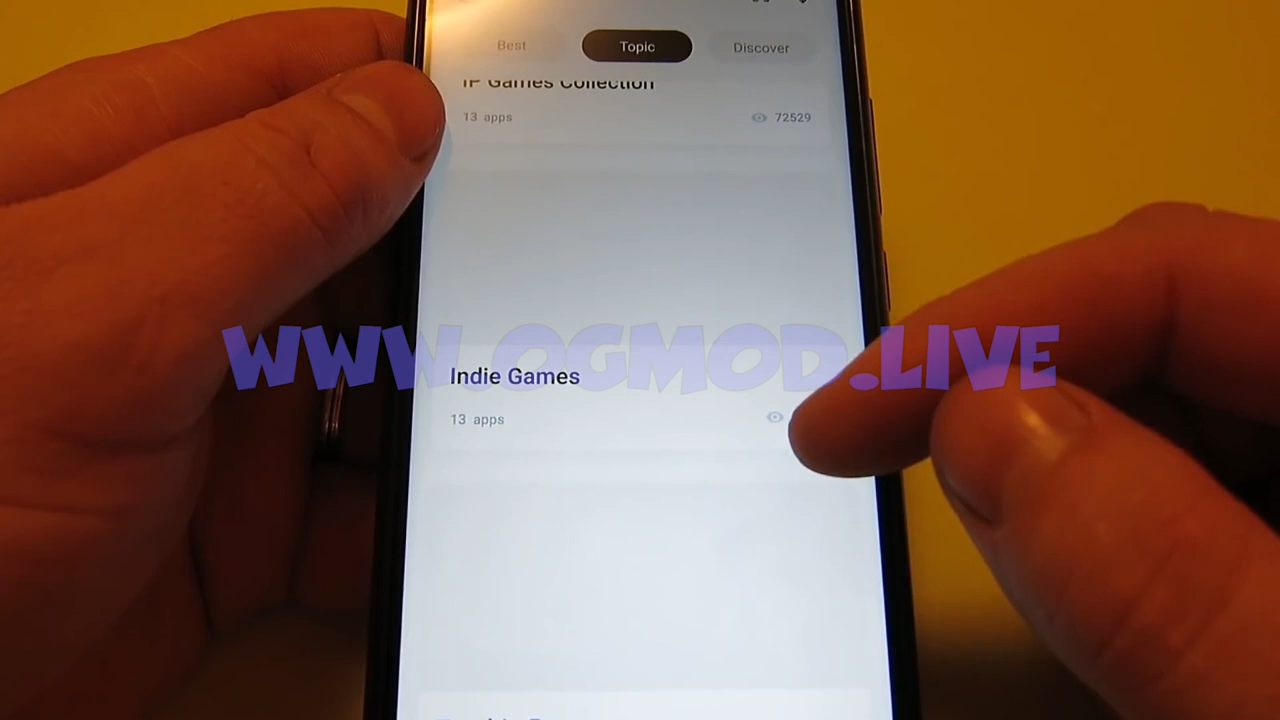 Best
Topic
Discover
IP Games Collection
13 apps
72529
WWW.OGMOD.LIVE
Indie Games
13 apps